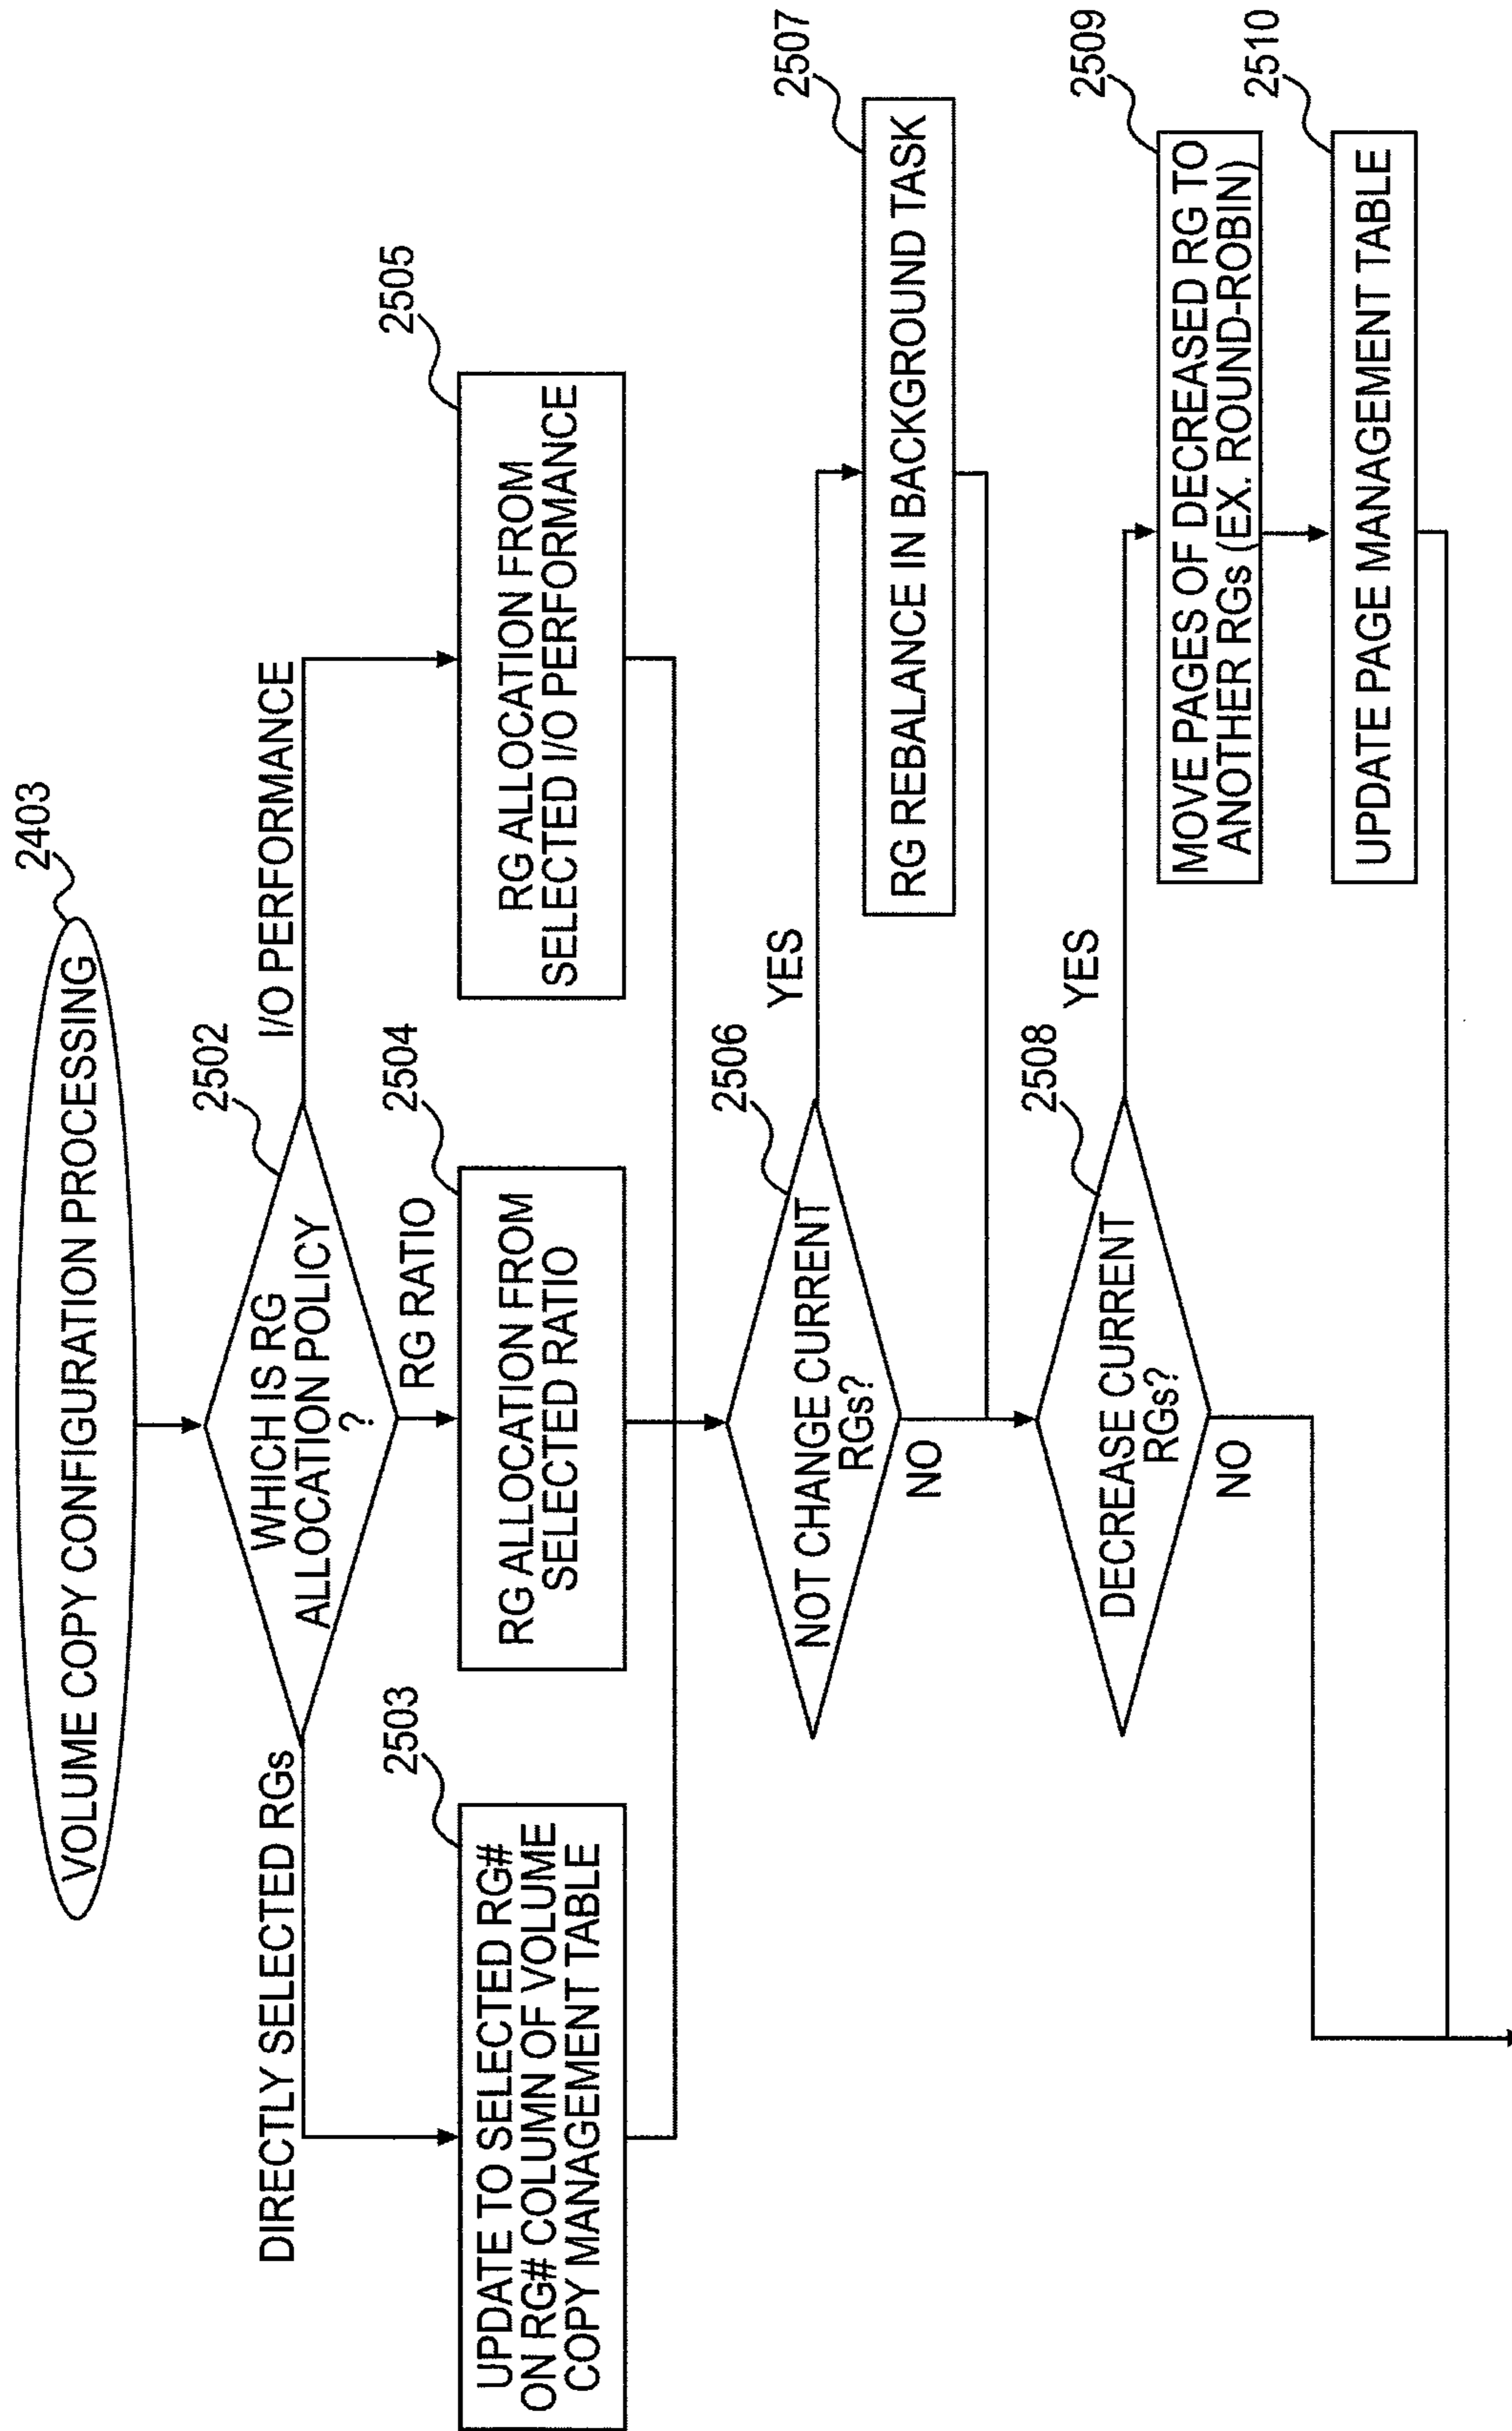 VOLUME COPY CONFIGURATION PROCESSING
2403
WHICH IS RG
ALLOCATION POLICY
?
2502
DIRECTLY SELECTED RGs
RG RATIO
I/O PERFORMANCE
UPDATE TO SELECTED RG#
ON RG# COLUMN OF VOLUME
COPY MANAGEMENT TABLE
2503
RG ALLOCATION FROM
SELECTED RATIO
2504
RG ALLOCATION FROM
SELECTED I/O PERFORMANCE
2505
NOT CHANGE CURRENT
RGs?
2506
YES
NO
RG REBALANCE IN BACKGROUND TASK
2507
DECREASE CURRENT
RGs?
2508
YES
NO
MOVE PAGES OF DECREASED RG TO
ANOTHER RGs (EX. ROUND-ROBIN)
2509
UPDATE PAGE MANAGEMENT TABLE
2510